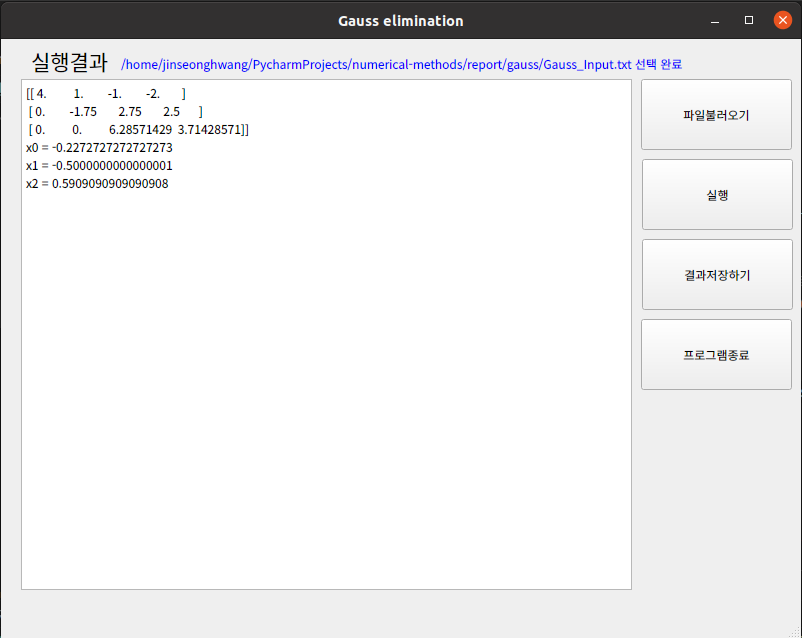 Gauss elimination
실행결과 /home/jinseonghwang/PycharmProjects/numerical-methods/report/gauss/Gauss_Input.txt 선택 완료
[[ 4. 1. -1. -2. ]
[ 0. -1.75 2.75 2.5 ]
[ 0. 0. 6.28571429 3.71428571]]
x0 = -0.2272727272727273
x1 = -0.5000000000000001
x2 = 0.5909090909090908
파일불러오기
실행
결과저장하기
프로그램종료